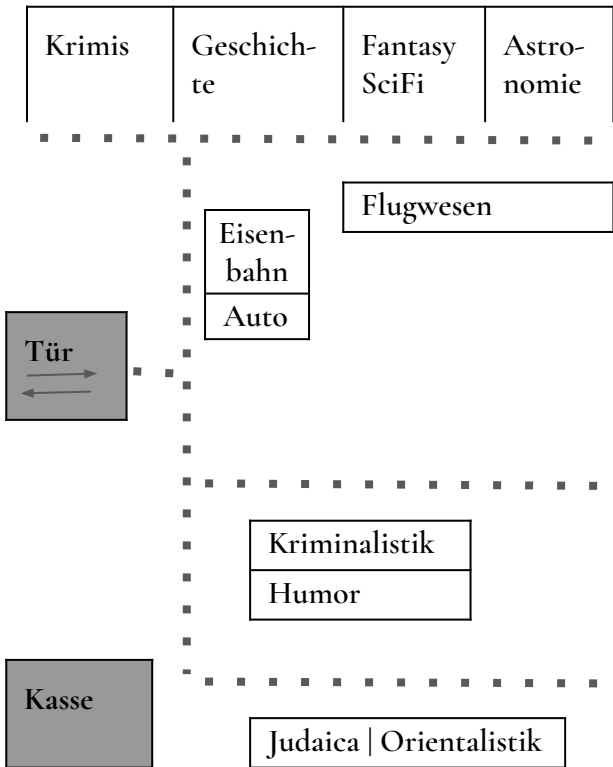 Krimis
Geschich-
te
Fantasy
SciFi
Astro-
nomie
Flugwesen
Eisen-
bahn
Auto
Tür
Kriminalistik
Humor
Kasse
Judaica | Orientalistik